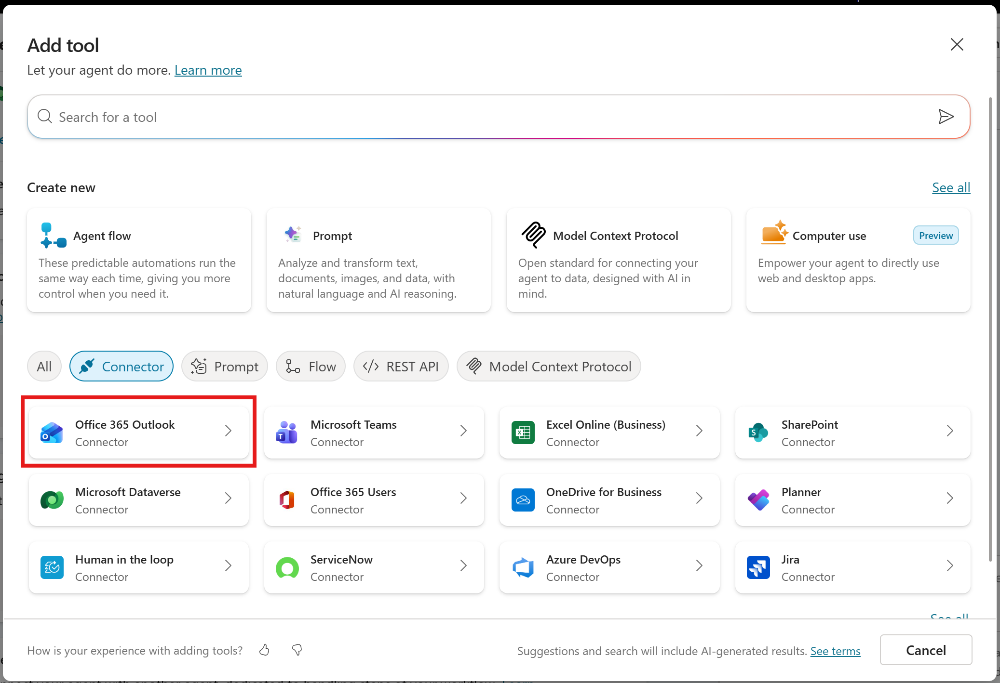 Add tool
Let your agent do more. Learn more
Search for a tool
Create new
See all
Agent flow
These predictable automations run the
same way each time, giving you more
control when you need it.
Prompt
Analyze and transform text,
documents, images, and data, with
natural language and AI reasoning.
Model Context Protocol
Open standard for connecting your
agent to data, designed with AI in
mind.
Computer use
Preview
Empower your agent to directly use
web and desktop apps.
All
Connector
Prompt
Flow
REST API
Model Context Protocol
Office 365 Outlook
Connector
Microsoft Teams
Connector
Excel Online (Business)
Connector
SharePoint
Connector
Microsoft Dataverse
Connector
Office 365 Users
Connector
OneDrive for Business
Connector
Planner
Connector
Human in the loop
Connector
ServiceNow
Connector
Azure DevOps
Connector
Jira
Connector
See all
How is your experience with adding tools?
Suggestions and search will include AI-generated results. See terms
Cancel